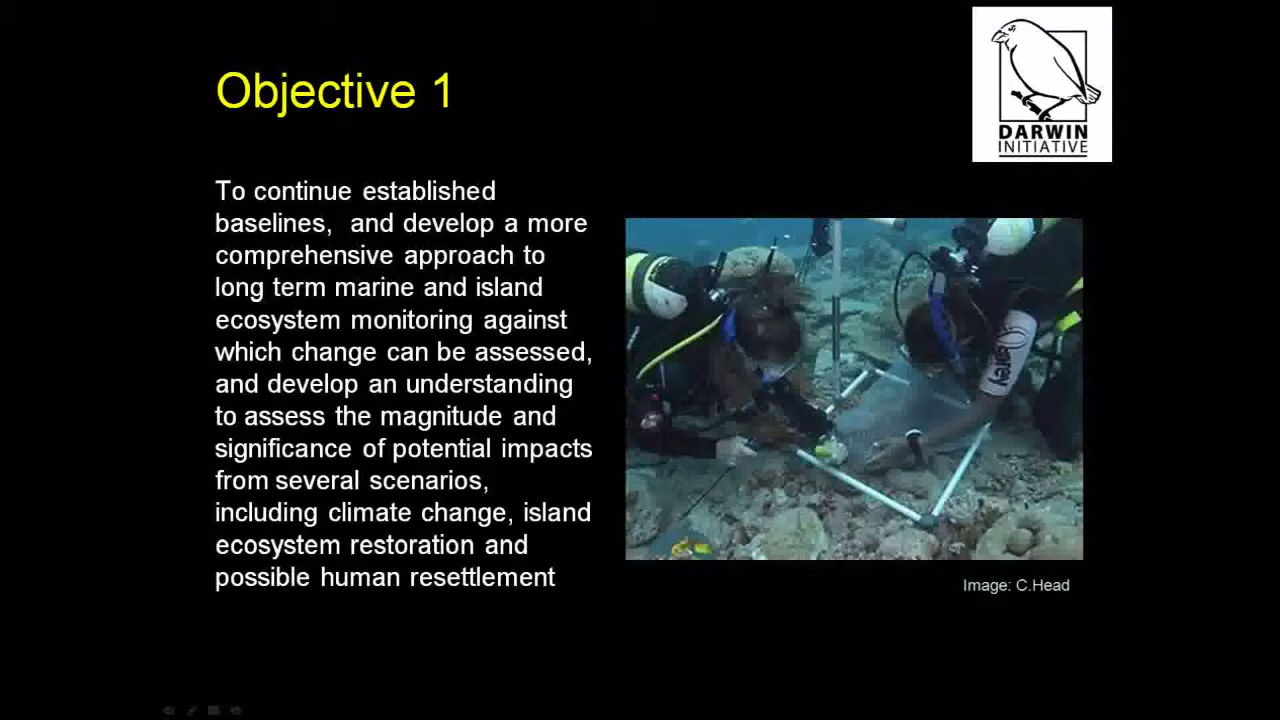 Objective 1
DARWIN
INITIATIVE
To continue established
baselines,  and develop a more
comprehensive approach to
long term marine and island
ecosystem monitoring against
which change can be assessed,
and develop an understanding
to assess the magnitude and
significance of potential impacts
from several scenarios,
including climate change, island
ecosystem restoration and
possible human resettlement
Image: C.Head